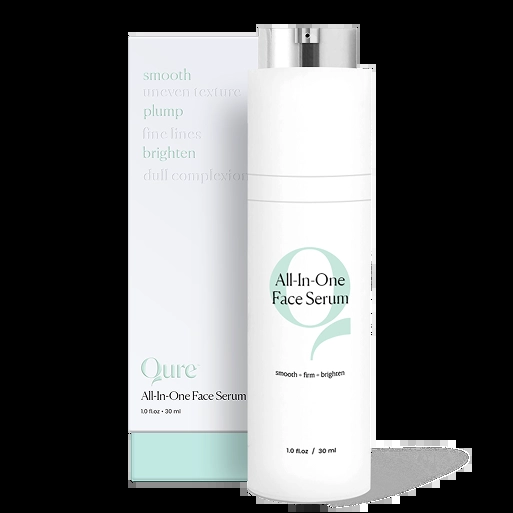 smooth
uneven texture
plump
fine lines
brighten
dull complexion
Qure
All-In-One Face Serum
1.0 fl.oz • 30 ml
Q
All-In-One
Face Serum
smooth • firm • brighten
1.0 fl.oz / 30 ml